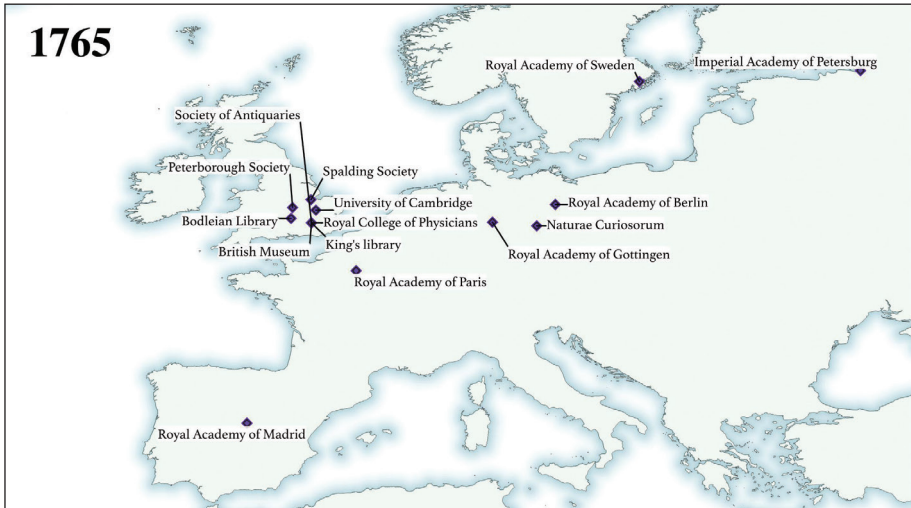 1765
Royal Academy of Sweden
Imperial Academy of Petersburg
Society of Antiquaries
Peterborough Society
Spalding Society
University of Cambridge
Royal Academy of Berlin
Bodleian Library
Royal College of Physicians
Naturae Curiosorum
British Museum
King's library
Royal Academy of Gottingen
Royal Academy of Paris
Royal Academy of Madrid